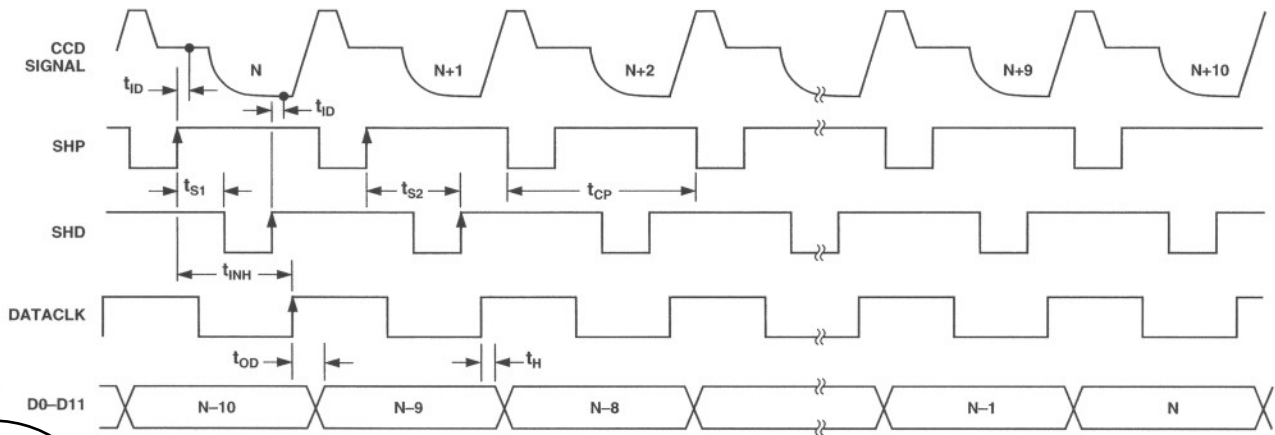 CCD
SIGNAL
N
N+1
N+2
N+9
N+10
tID
tID
SHP
tS1
tS2
tCP
SHD
tINH
DATACLK
tOD
tH
D0–D11
N–10
N–9
N–8
N–1
N